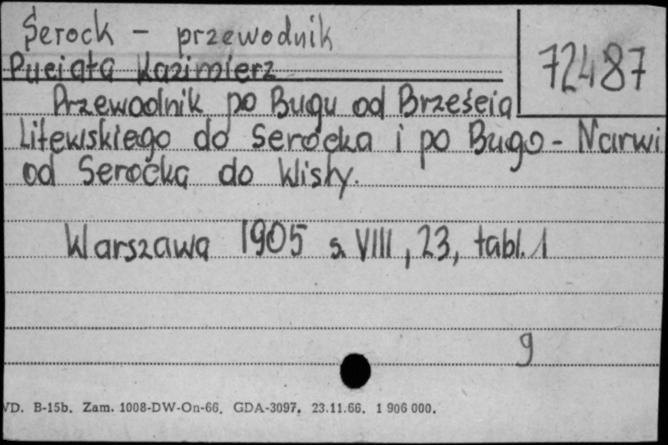 Serock - przewodnik
72487
Puciata Kazimierz
Przewodnik po Bugu od Brześcia
Litewskiego do Serocka i po Bugo-Narwi
od Serocka do Wisły.
Warszawa 1905 s. VIII, 23, tabl. 1
9
VD. B-15b. Zam. 1008-DW-On-66. GDA-3097. 23.11.66. 1 906 000.